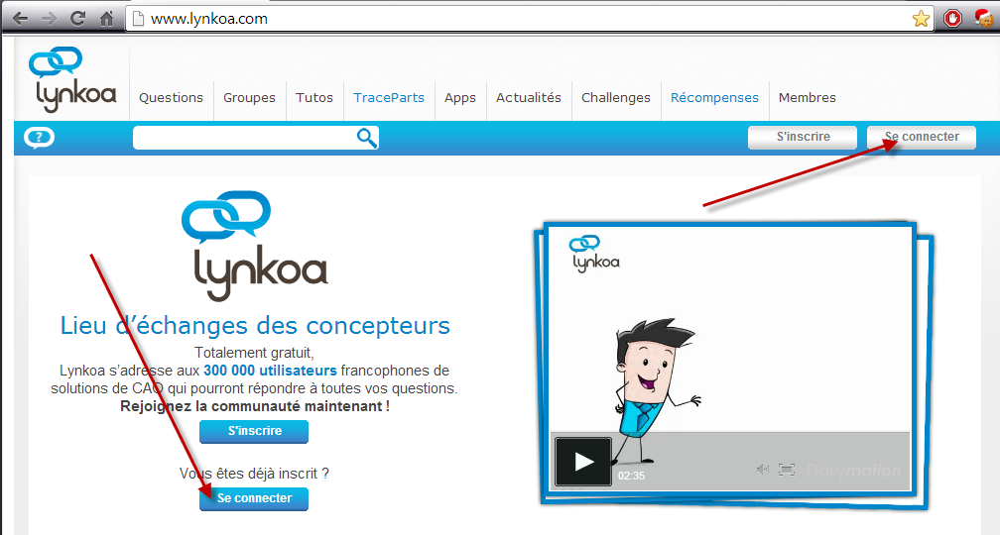 www.lynkoa.com
lynkoa
Questions
Groupes
Tutos
TraceParts
Apps
Actualités
Challenges
Récompenses
Membres
?
S'inscrire
Se connecter
lynkoa
Lieu d'échanges des concepteurs
Totalement gratuit,
Lynkoa s'adresse aux 300 000 utilisateurs francophones de
solutions de CAO qui pourront répondre à toutes vos questions.
Rejoignez la communauté maintenant !
S'inscrire
Vous êtes déjà inscrit ?
Se connecter
lynkoa
02:35
Dailymotion